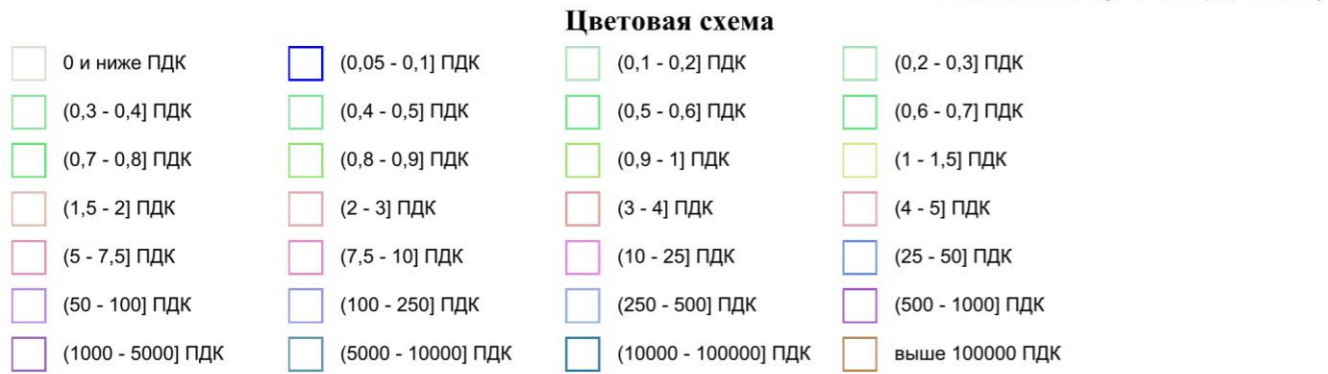 Цветовая схема
0 и ниже ПДК (0,05 - 0,1] ПДК (0,1 - 0,2] ПДК (0,2 - 0,3] ПДК
(0,3 - 0,4] ПДК (0,4 - 0,5] ПДК (0,5 - 0,6] ПДК (0,6 - 0,7] ПДК
(0,7 - 0,8] ПДК (0,8 - 0,9] ПДК (0,9 - 1] ПДК (1 - 1,5] ПДК
(1,5 - 2] ПДК (2 - 3] ПДК (3 - 4] ПДК (4 - 5] ПДК
(5 - 7,5] ПДК (7,5 - 10] ПДК (10 - 25] ПДК (25 - 50] ПДК
(50 - 100] ПДК (100 - 250] ПДК (250 - 500] ПДК (500 - 1000] ПДК
(1000 - 5000] ПДК (5000 - 10000] ПДК (10000 - 100000] ПДК выше 100000 ПДК